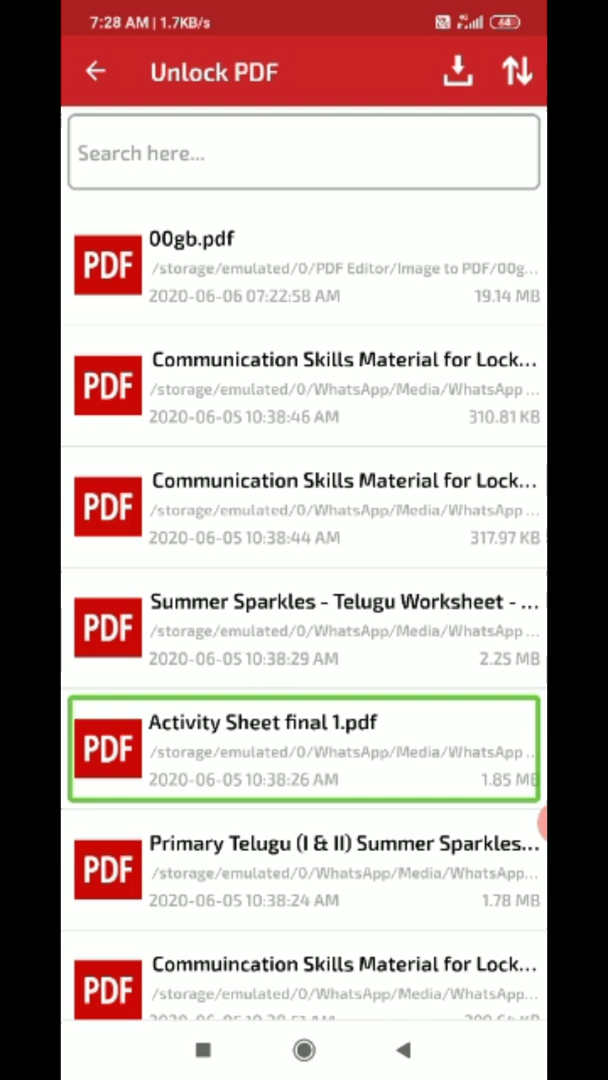 7:28 AM | 1.7KB/s
44
Unlock PDF
Search here...
PDF
00gb.pdf
/storage/emulated/0/PDF Editor/Image to PDF/00g...
2020-06-06 07:22:58 AM 19.14 MB
PDF
Communication Skills Material for Lock...
/storage/emulated/0/WhatsApp/Media/WhatsApp ...
2020-06-05 10:38:46 AM 310.81 KB
PDF
Communication Skills Material for Lock...
/storage/emulated/0/WhatsApp/Media/WhatsApp ...
2020-06-05 10:38:44 AM 317.97 KB
PDF
Summer Sparkles - Telugu Worksheet - ...
/storage/emulated/0/WhatsApp/Media/WhatsApp ...
2020-06-05 10:38:29 AM 2.25 MB
PDF
Activity Sheet final 1.pdf
/storage/emulated/0/WhatsApp/Media/WhatsApp ...
2020-06-05 10:38:26 AM 1.85 MB
PDF
Primary Telugu (I & II) Summer Sparkles...
/storage/emulated/0/WhatsApp/Media/WhatsApp...
2020-06-05 10:38:24 AM 1.78 MB
PDF
Commuincation Skills Material for Lock...
/storage/emulated/0/WhatsApp/Media/WhatsApp ...